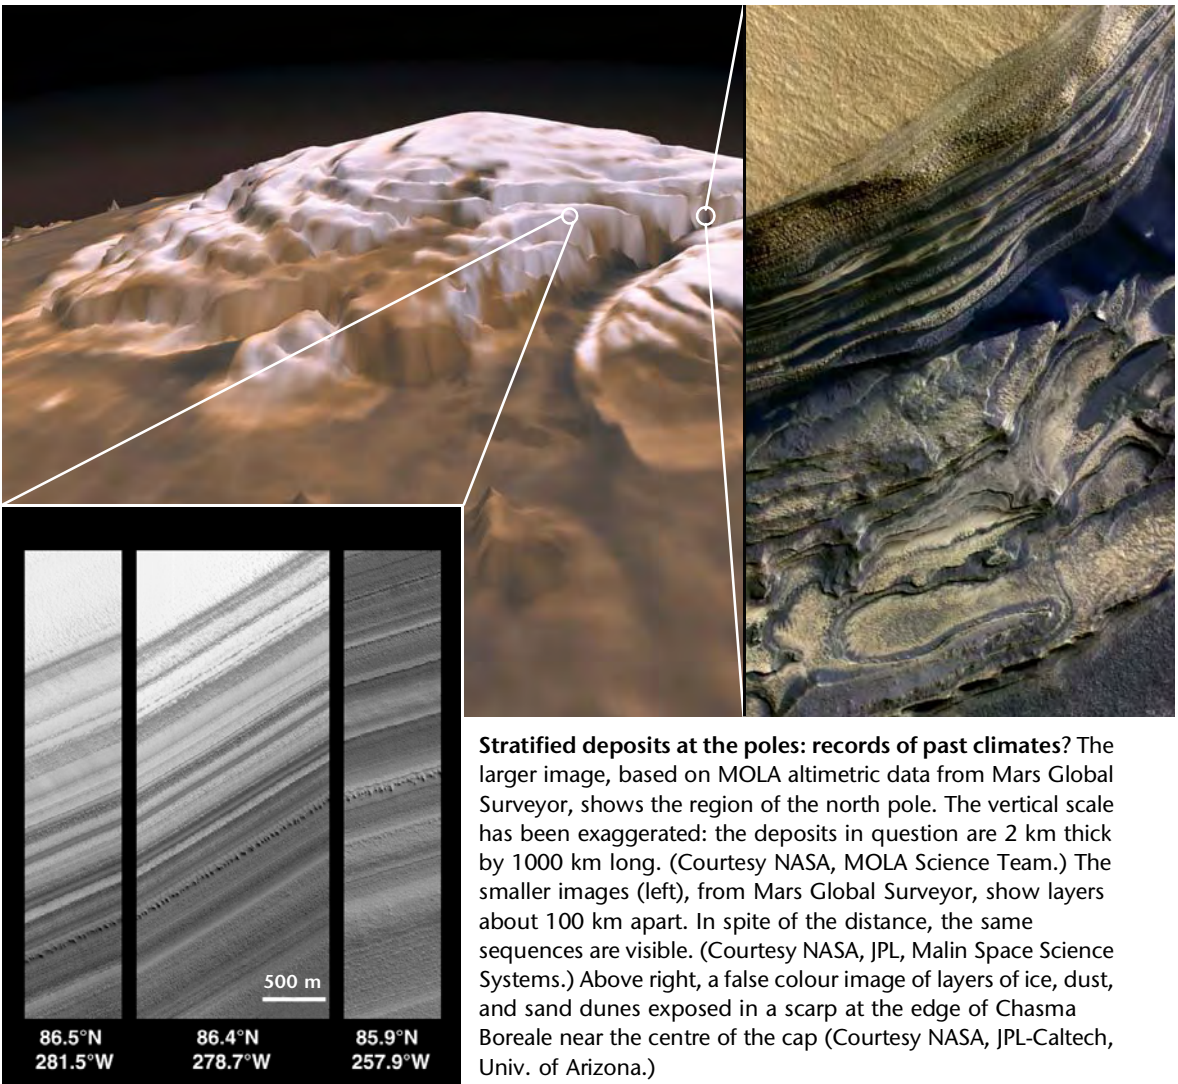 500 m
86.5°N
281.5°W
86.4°N
278.7°W
85.9°N
257.9°W
Stratified deposits at the poles: records of past climates? The
larger image, based on MOLA altimetric data from Mars Global
Surveyor, shows the region of the north pole. The vertical scale
has been exaggerated: the deposits in question are 2 km thick
by 1000 km long. (Courtesy NASA, MOLA Science Team.) The
smaller images (left), from Mars Global Surveyor, show layers
about 100 km apart. In spite of the distance, the same
sequences are visible. (Courtesy NASA, JPL, Malin Space Science
Systems.) Above right, a false colour image of layers of ice, dust,
and sand dunes exposed in a scarp at the edge of Chasma
Boreale near the centre of the cap (Courtesy NASA, JPL-Caltech,
Univ. of Arizona.)